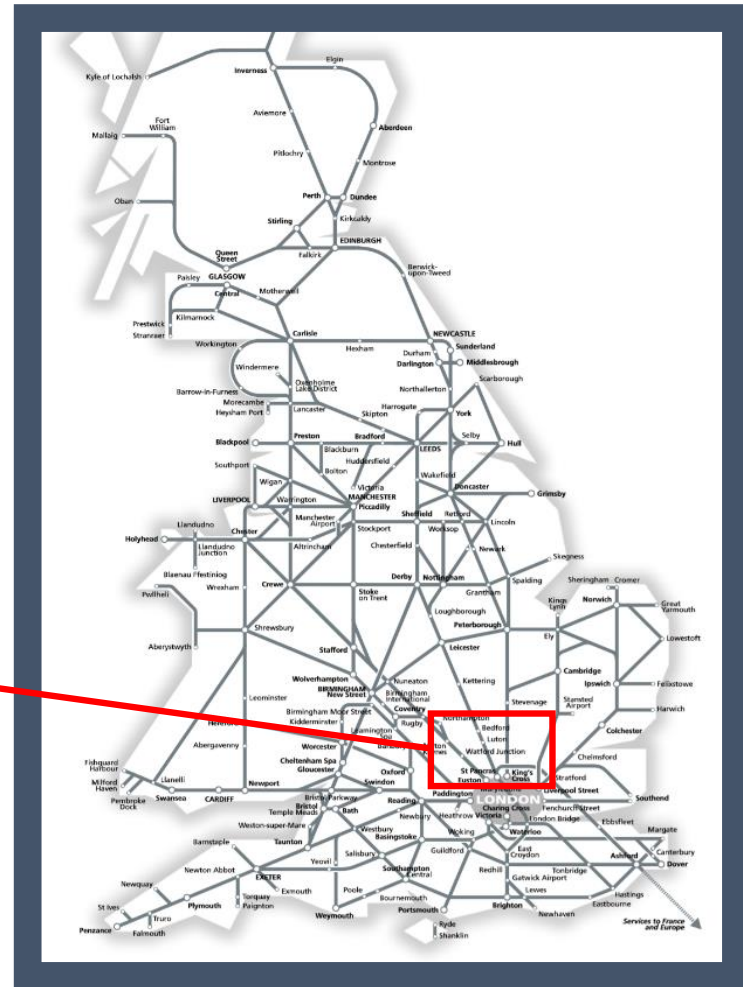 Elgin
Kyle of Lochalsh
Inverness
Aviemore
Fort
William
Aberdeen
Mallaig
Pitlochry
Montrose
Oban
Perth
Dundee
Stirling
Kirkcaldy
EDINBURGH
Queen
Street
Falkirk
Berwick-
upon-Tweed
Paisley
GLASGOW
Central
Motherwell
Kilmarnock
Prestwick
Stranraer
Carlisle
NEWCASTLE
Workington
Hexham
Sunderland
Durham
Darlington
Middlesbrough
Windermere
Scarborough
Oxenholme
Lake District
Northallerton
Barrow-in-Furness
Morecambe
Heysham Port
Lancaster
Harrogate
Skipton
York
Blackpool
Preston
Bradford
Selby
Blackburn
LEEDS
Hull
Southport
Huddersfield
Bolton
Wakefield
Wigan
Victoria
Doncaster
LIVERPOOL
Warrington
MANCHESTER
Piccadilly
Grimsby
Manchester
Airport
Sheffield
Retford
Llandudno
Stockport
Worksop
Lincoln
Chester
Holyhead
Llandudno
Junction
Altrincham
Chesterfield
Newark
Blaenau Ffestiniog
Skegness
Wrexham
Crewe
Stoke
on Trent
Derby
Nottingham
Spalding
Sheringham
Cromer
Pwllheli
Grantham
Kings
Lynn
Norwich
Great
Yarmouth
Loughborough
Shrewsbury
Peterborough
Aberystwyth
Stafford
Leicester
Ely
Lowestoft
Wolverhampton
Cambridge
BIRMINGHAM
New Street
Nuneaton
Kettering
Ipswich
Felixstowe
Birmingham
International
Leominster
Coventry
Stevenage
Stansted
Airport
Harwich
Birmingham Moor Street
Kidderminster
Rugby
Northampton
Bedford
Colchester
Hereford
Leamington
Spa
Luton
Abergavenny
Worcester
Watford Junction
Chelmsford
Fishguard
Harbour
Cheltenham Spa
Gloucester
Oxford
St Pancras
King's
Cross
Stratford
Llanelli
Milford
Haven
Newport
Swindon
Euston
Liverpool Street
Pembroke
Dock
Swansea
CARDIFF
Bristol Parkway
Reading
Paddington
LONDON
Southend
Bristol
Temple Meads
Bath
Newbury
Heathrow
Charing Cross
Fenchurch Street
Weston-super-Mare
Victoria
London Bridge
Ebbsfleet
Westbury
Basingstoke
Woking
Waterloo
Margate
Barnstaple
Taunton
Salisbury
Guildford
East
Croydon
Canterbury
Newton Abbot
Yeovil
Southampton
Central
Redhill
Tonbridge
Ashford
Dover
EXETER
Gatwick Airport
Newquay
Exmouth
Poole
Lewes
Hastings
St Ives
Plymouth
Torquay
Paignton
Bournemouth
Eastbourne
Truro
Weymouth
Portsmouth
Brighton
Newhaven
Penzance
Falmouth
Ryde
Shanklin
Services to France
and Europe